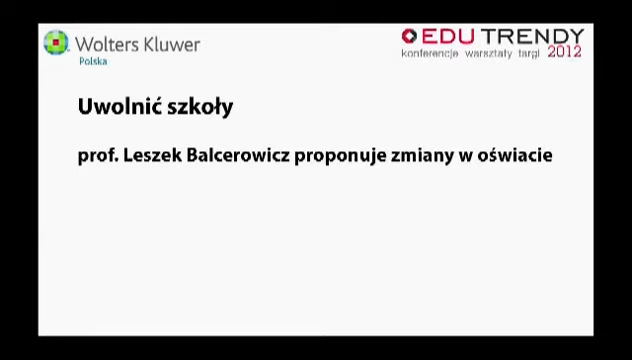 Wolters Kluwer
Polska
EDU TRENDY
konferencje warsztaty targi 2012
Uwolnić szkoły
prof. Leszek Balcerowicz proponuje zmiany w oświacie